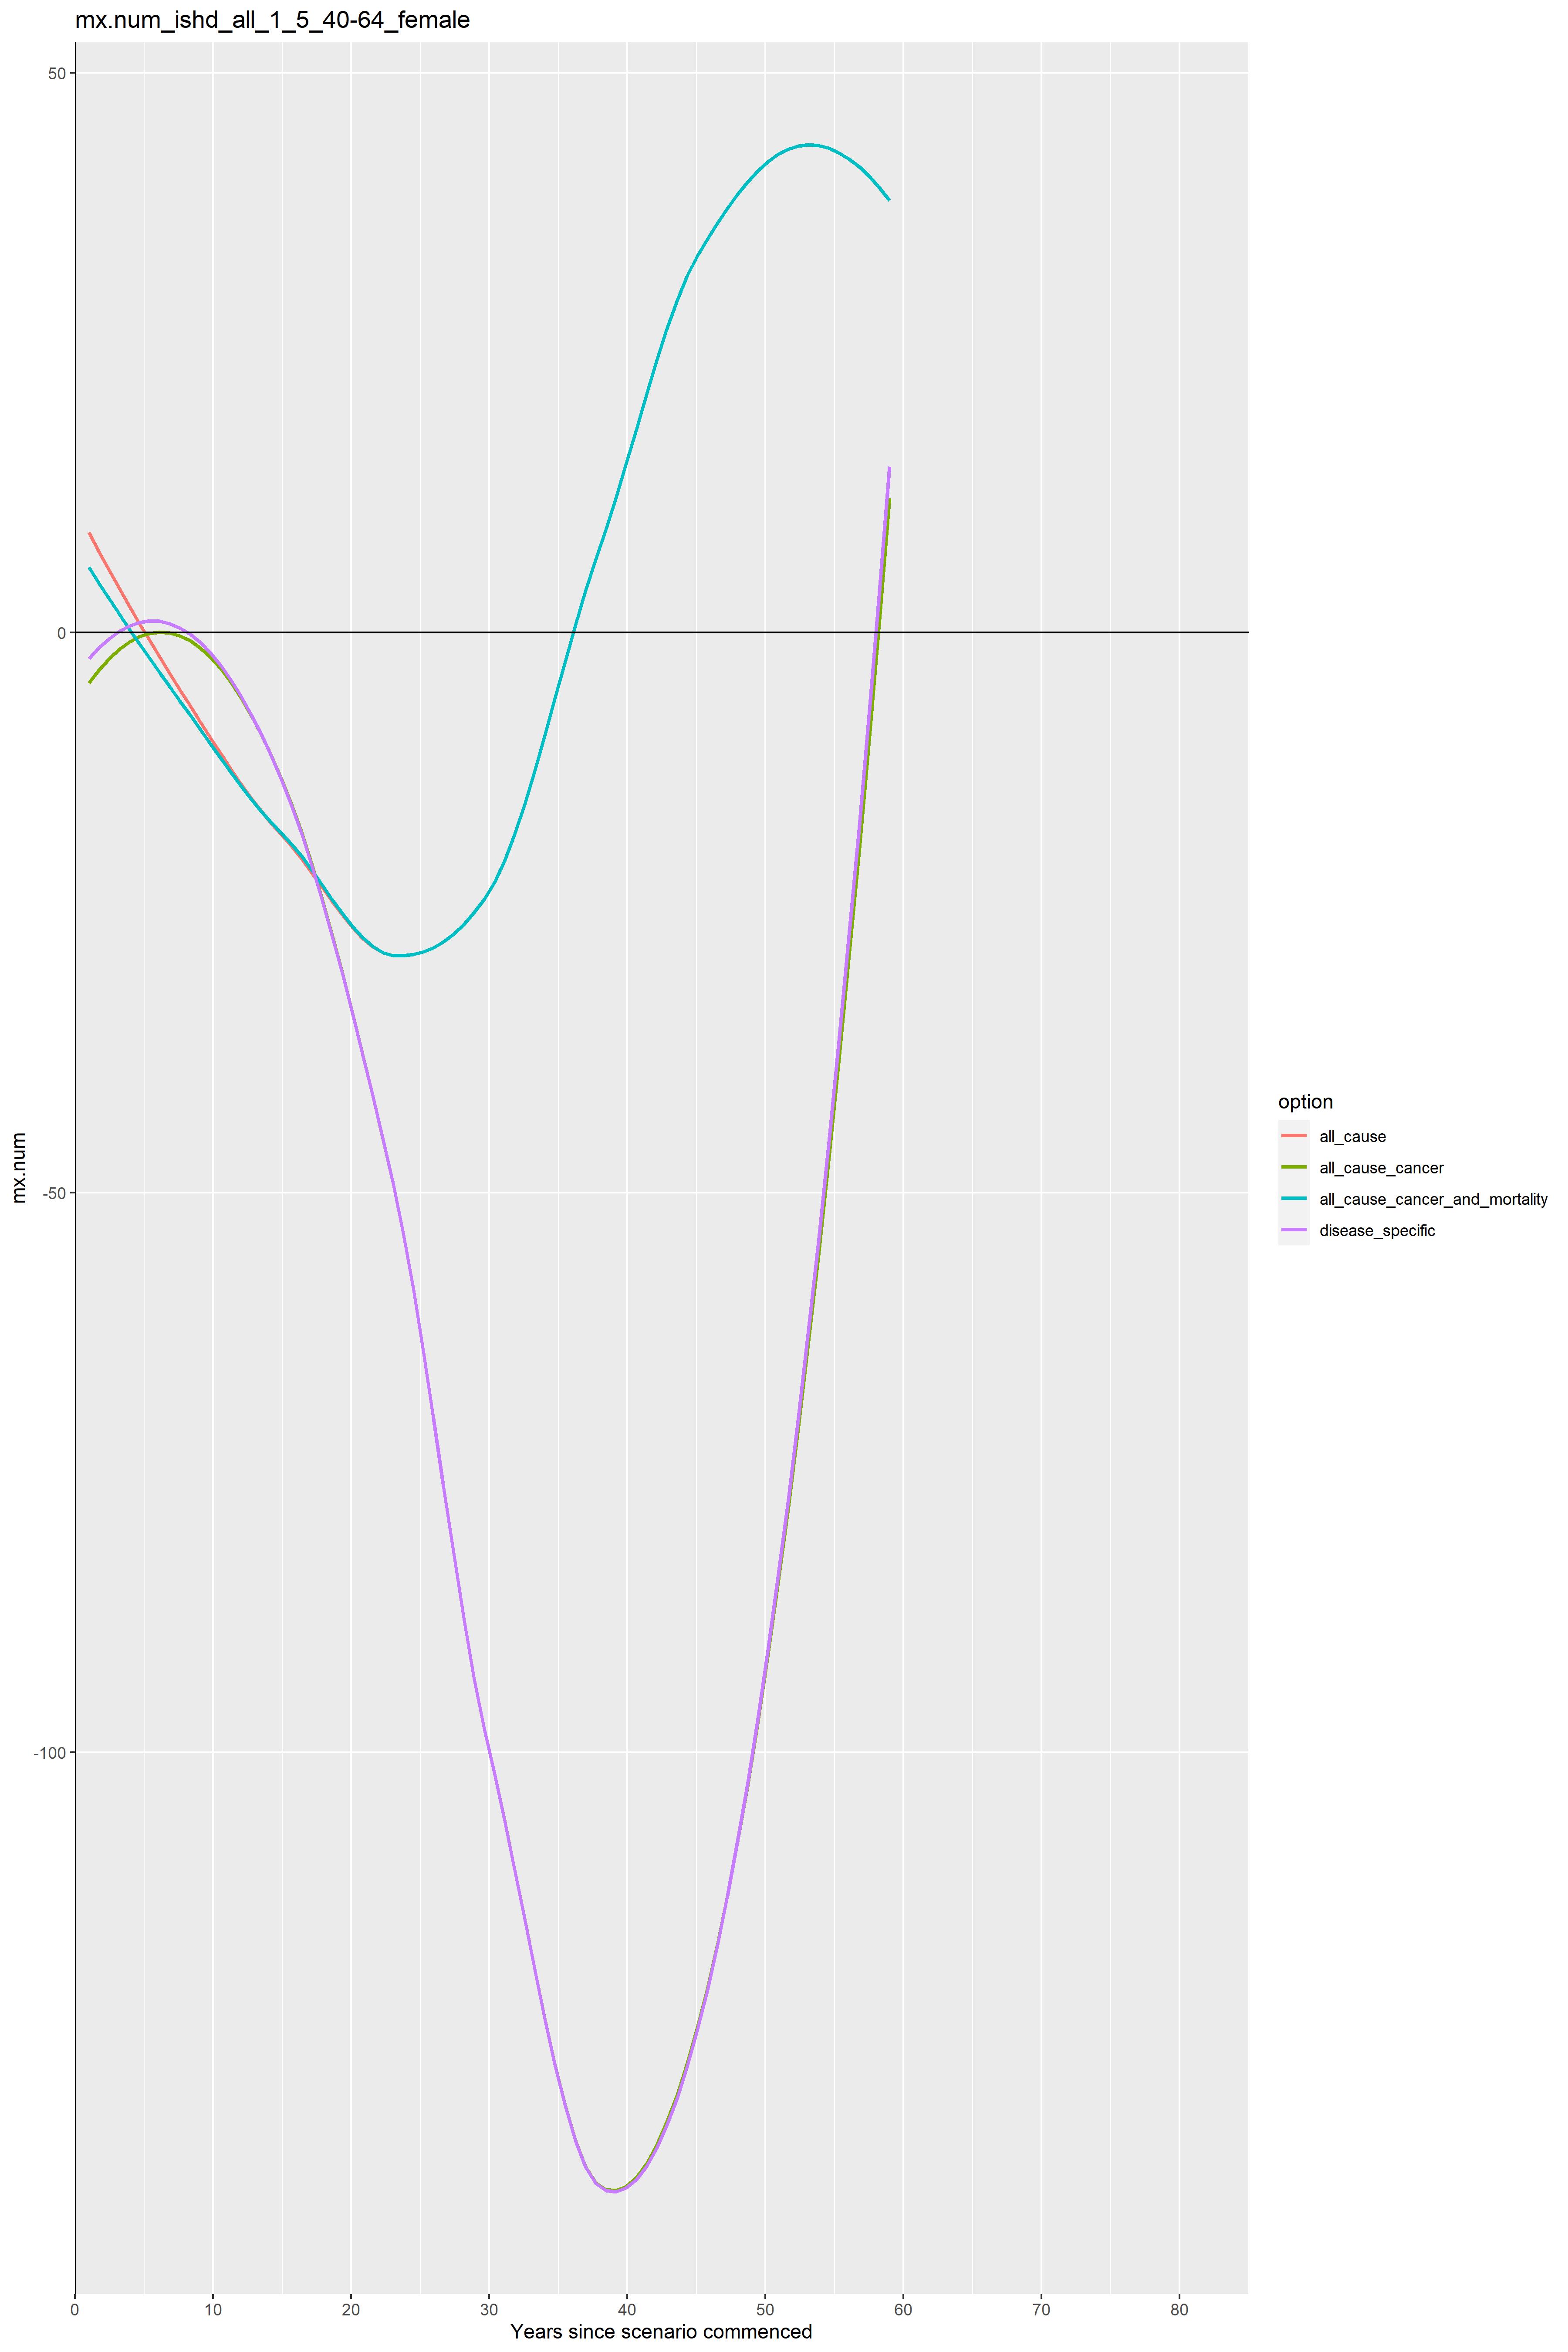 mx.num_ishd_all_1_5_40-64_female
50
0
-50
-100
mx.num
0 10 20 30 40 50 60 70 80
Years since scenario commenced
option
all_cause
all_cause_cancer
all_cause_cancer_and_mortality
disease_specific